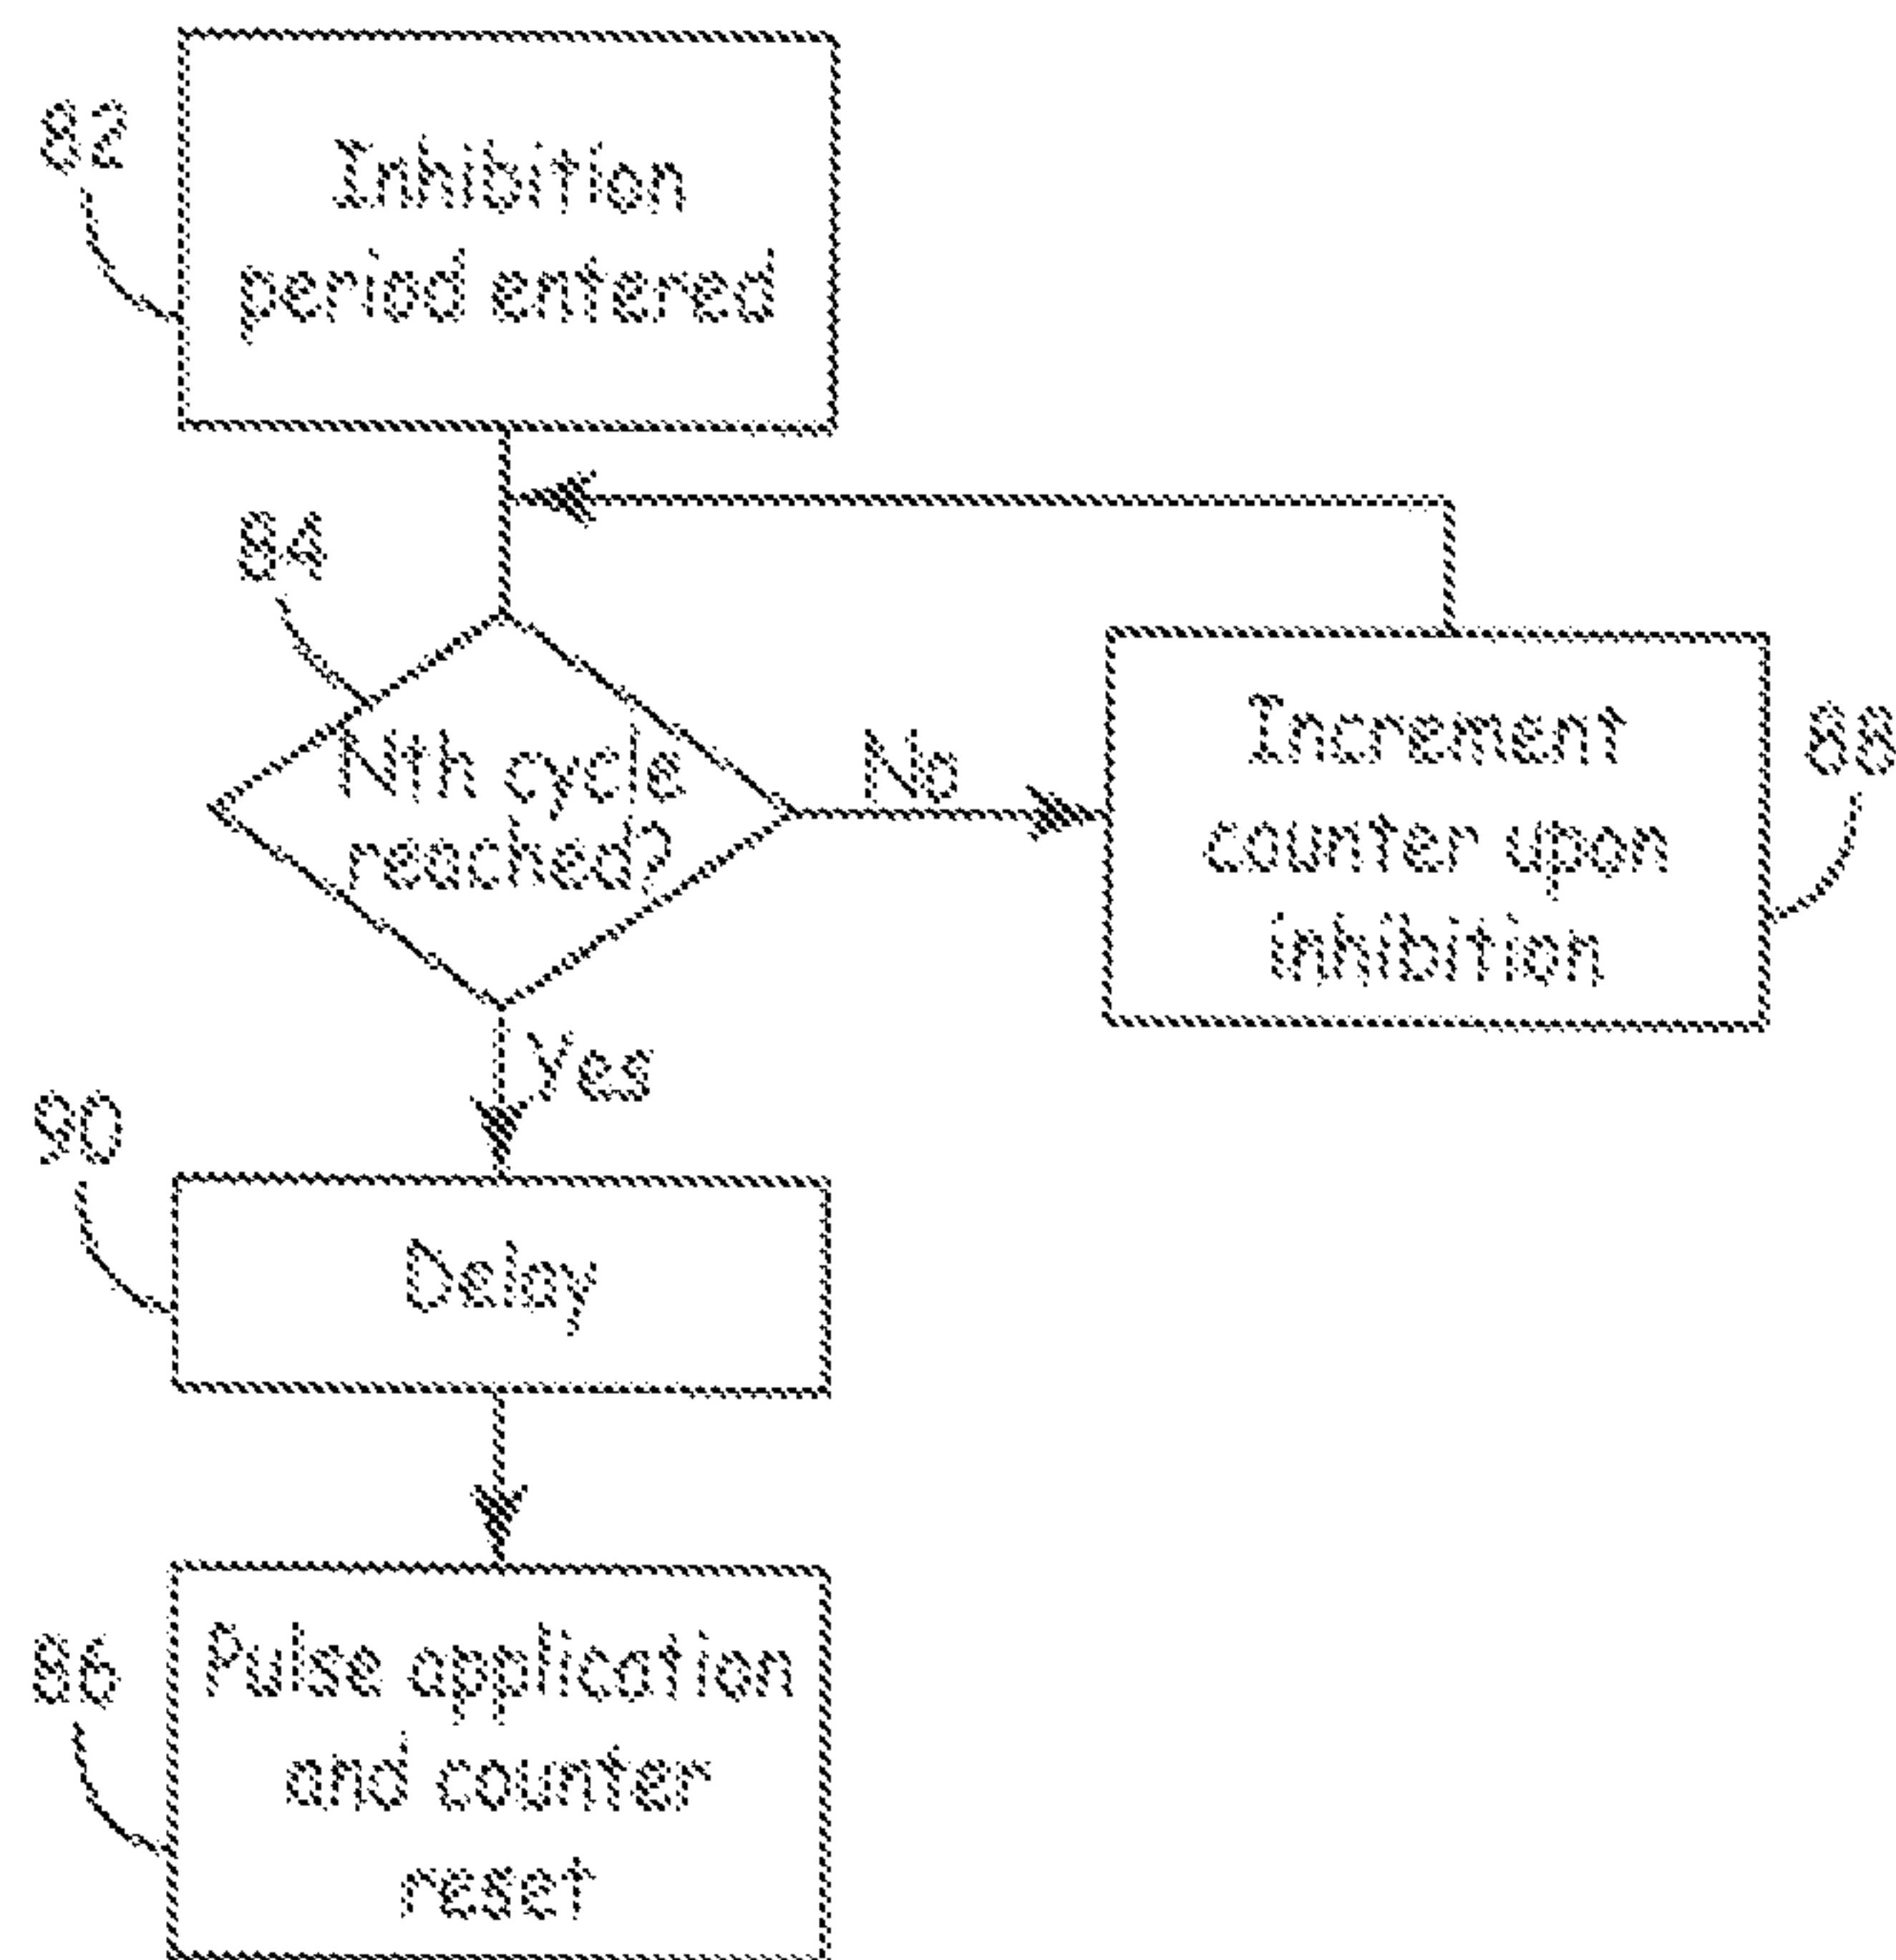 82
Inhibition
period entered
84
Nth cycle
reached?
No
Increment
counter upon
inhibition
88
Yes
90
Delay
86
Pulse application
and counter
reset